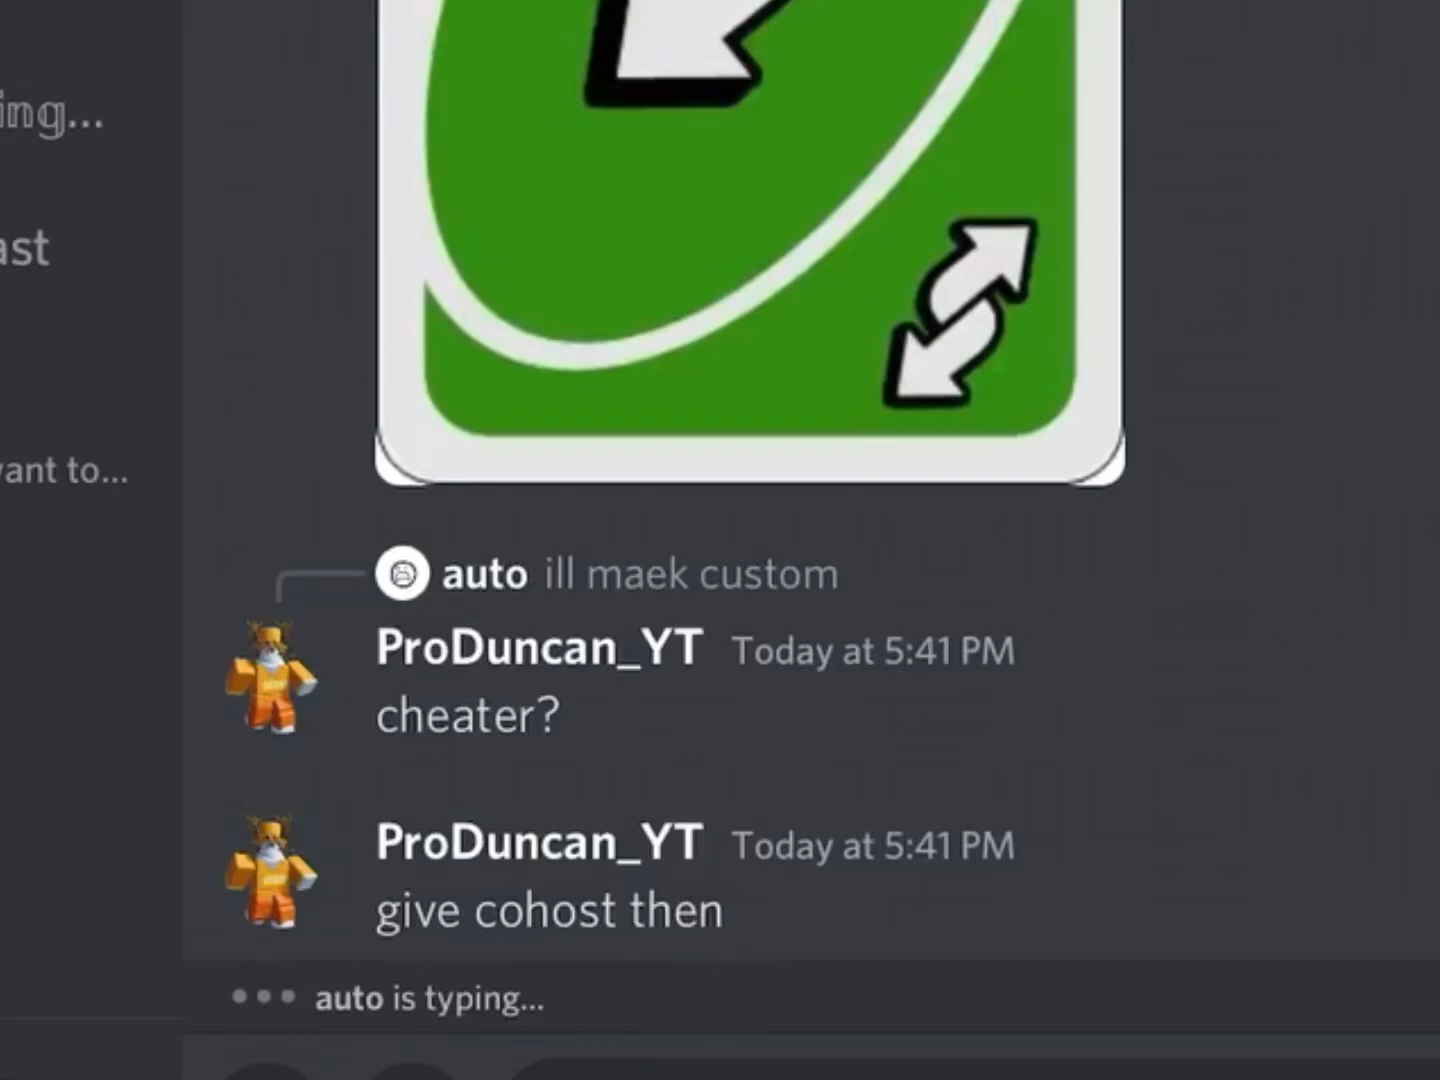 ing...
ast
vant to...
auto ill maek custom
ProDuncan_YT Today at 5:41 PM
cheater?
ProDuncan_YT Today at 5:41 PM
give cohost then
auto is typing...